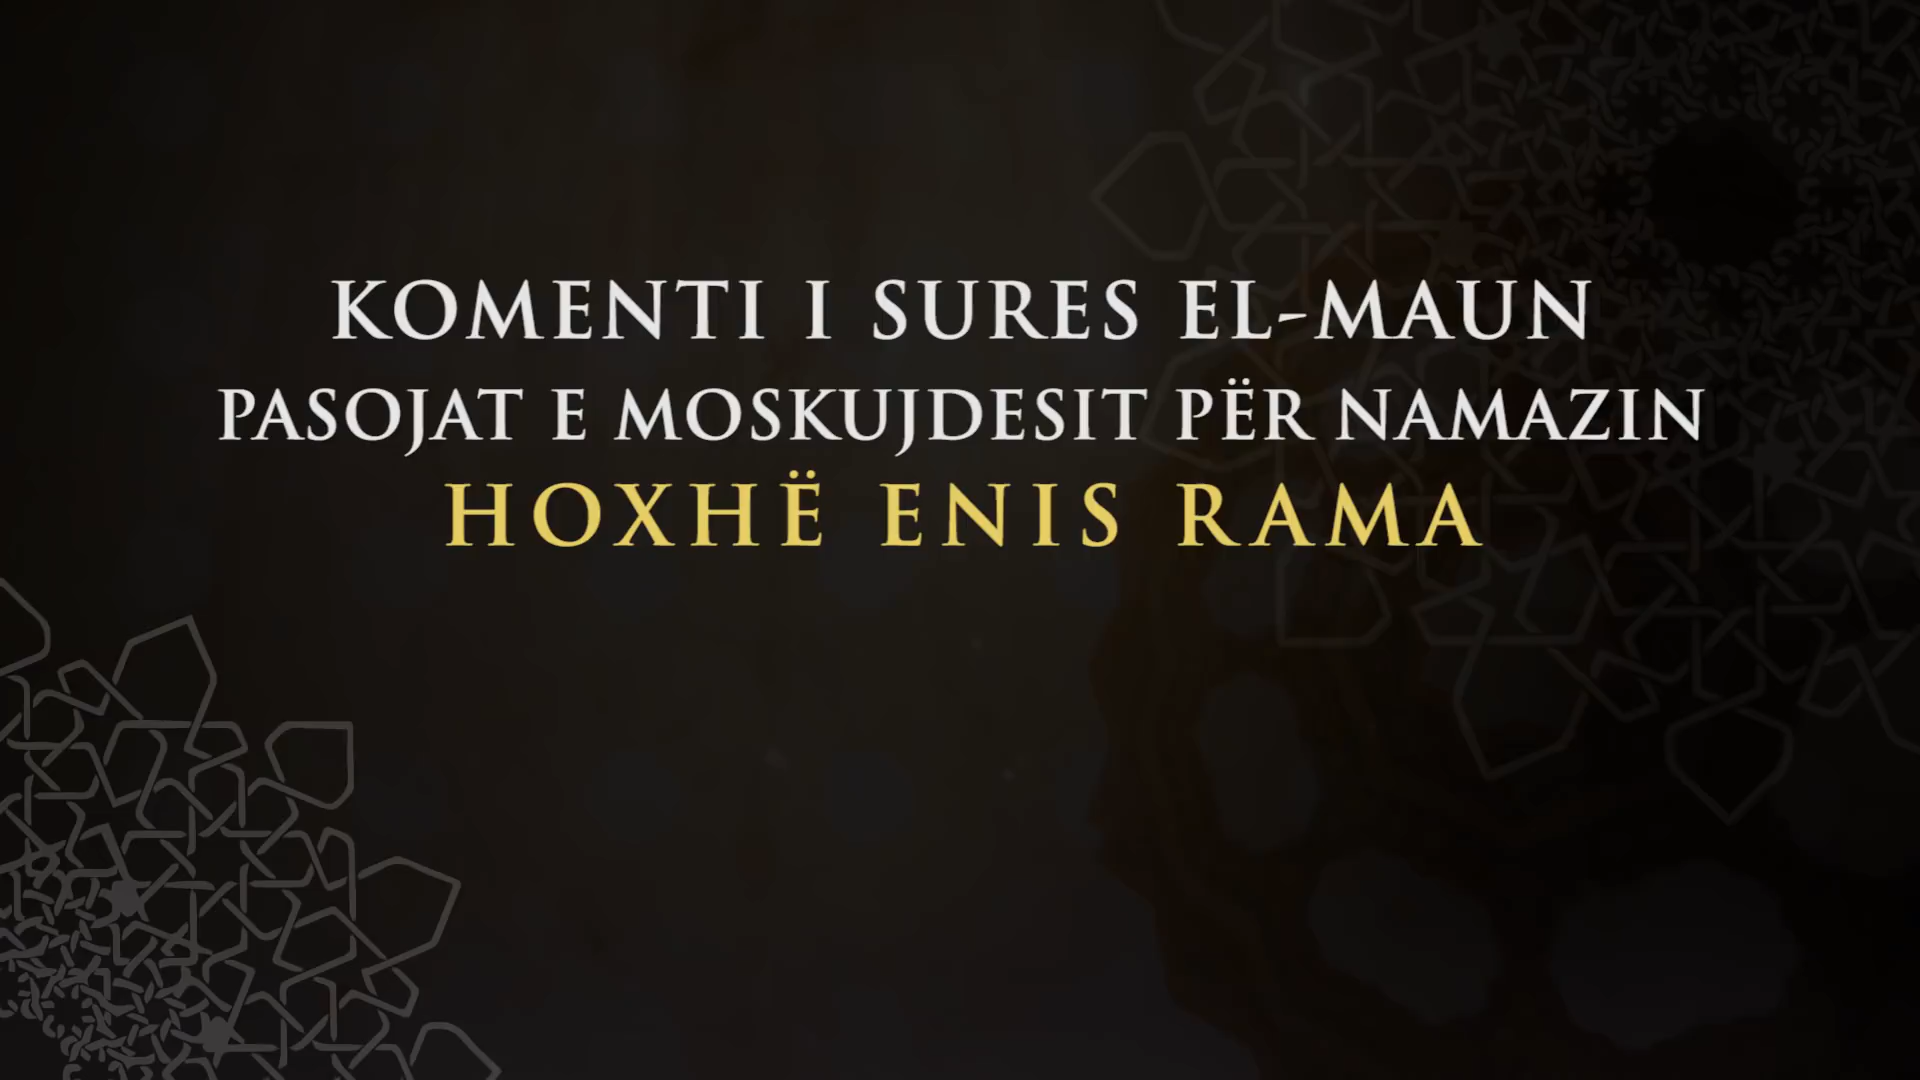 KOMENTI I SURES EL-MAUN
PASOJAT E MOSKUJDESIT PËR NAMAZIN
HOXHË ENIS RAMA